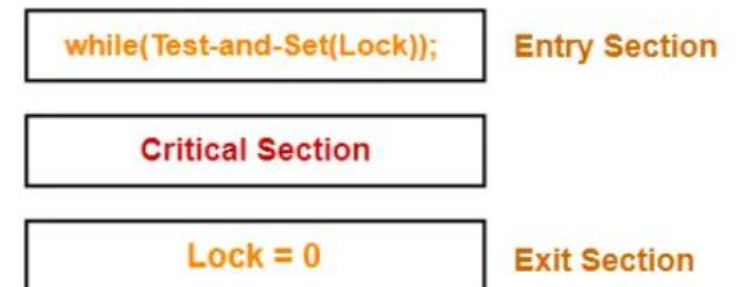 while(Test-and-Set(Lock)); Entry Section
Critical Section
Lock = 0 Exit Section